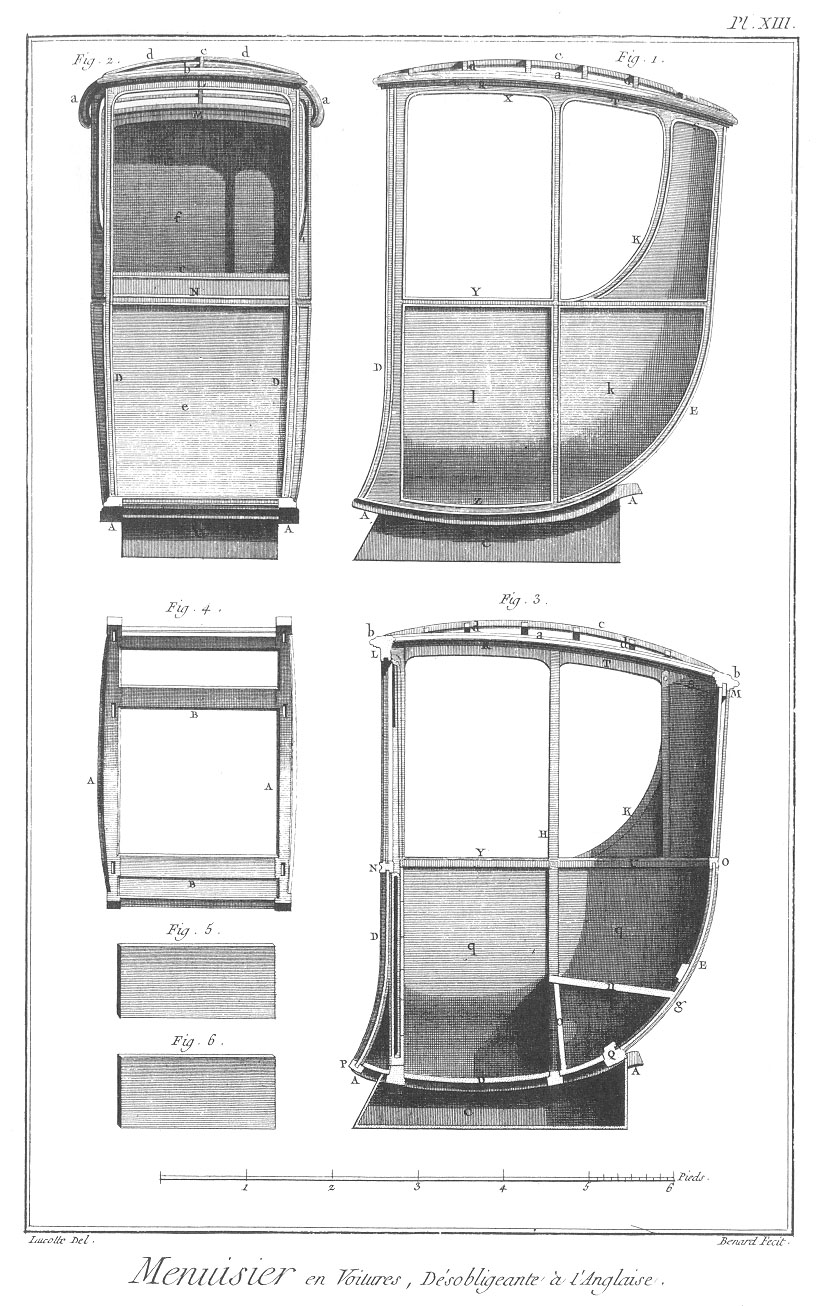 Pl. XIII.
Fig. 2. d c d
b
a a
f
N
D D
e
A A
Fig. 1.
c.
d a
R
X T
K
Y
D
l k
E
Z
A A
C
Fig. 4.
B
A A
B
Fig. 3.
b d a c d
L R T
b
M
K
H
Y
N O
D
q q
E
g
P
A Q A
C
Fig. 5.
Fig. 6.
1 2 3 4 5 6 Pieds.
Lucotte Del. Benard Fecit.
Menuisier en Voitures, Désobligeante à l'Anglaise.